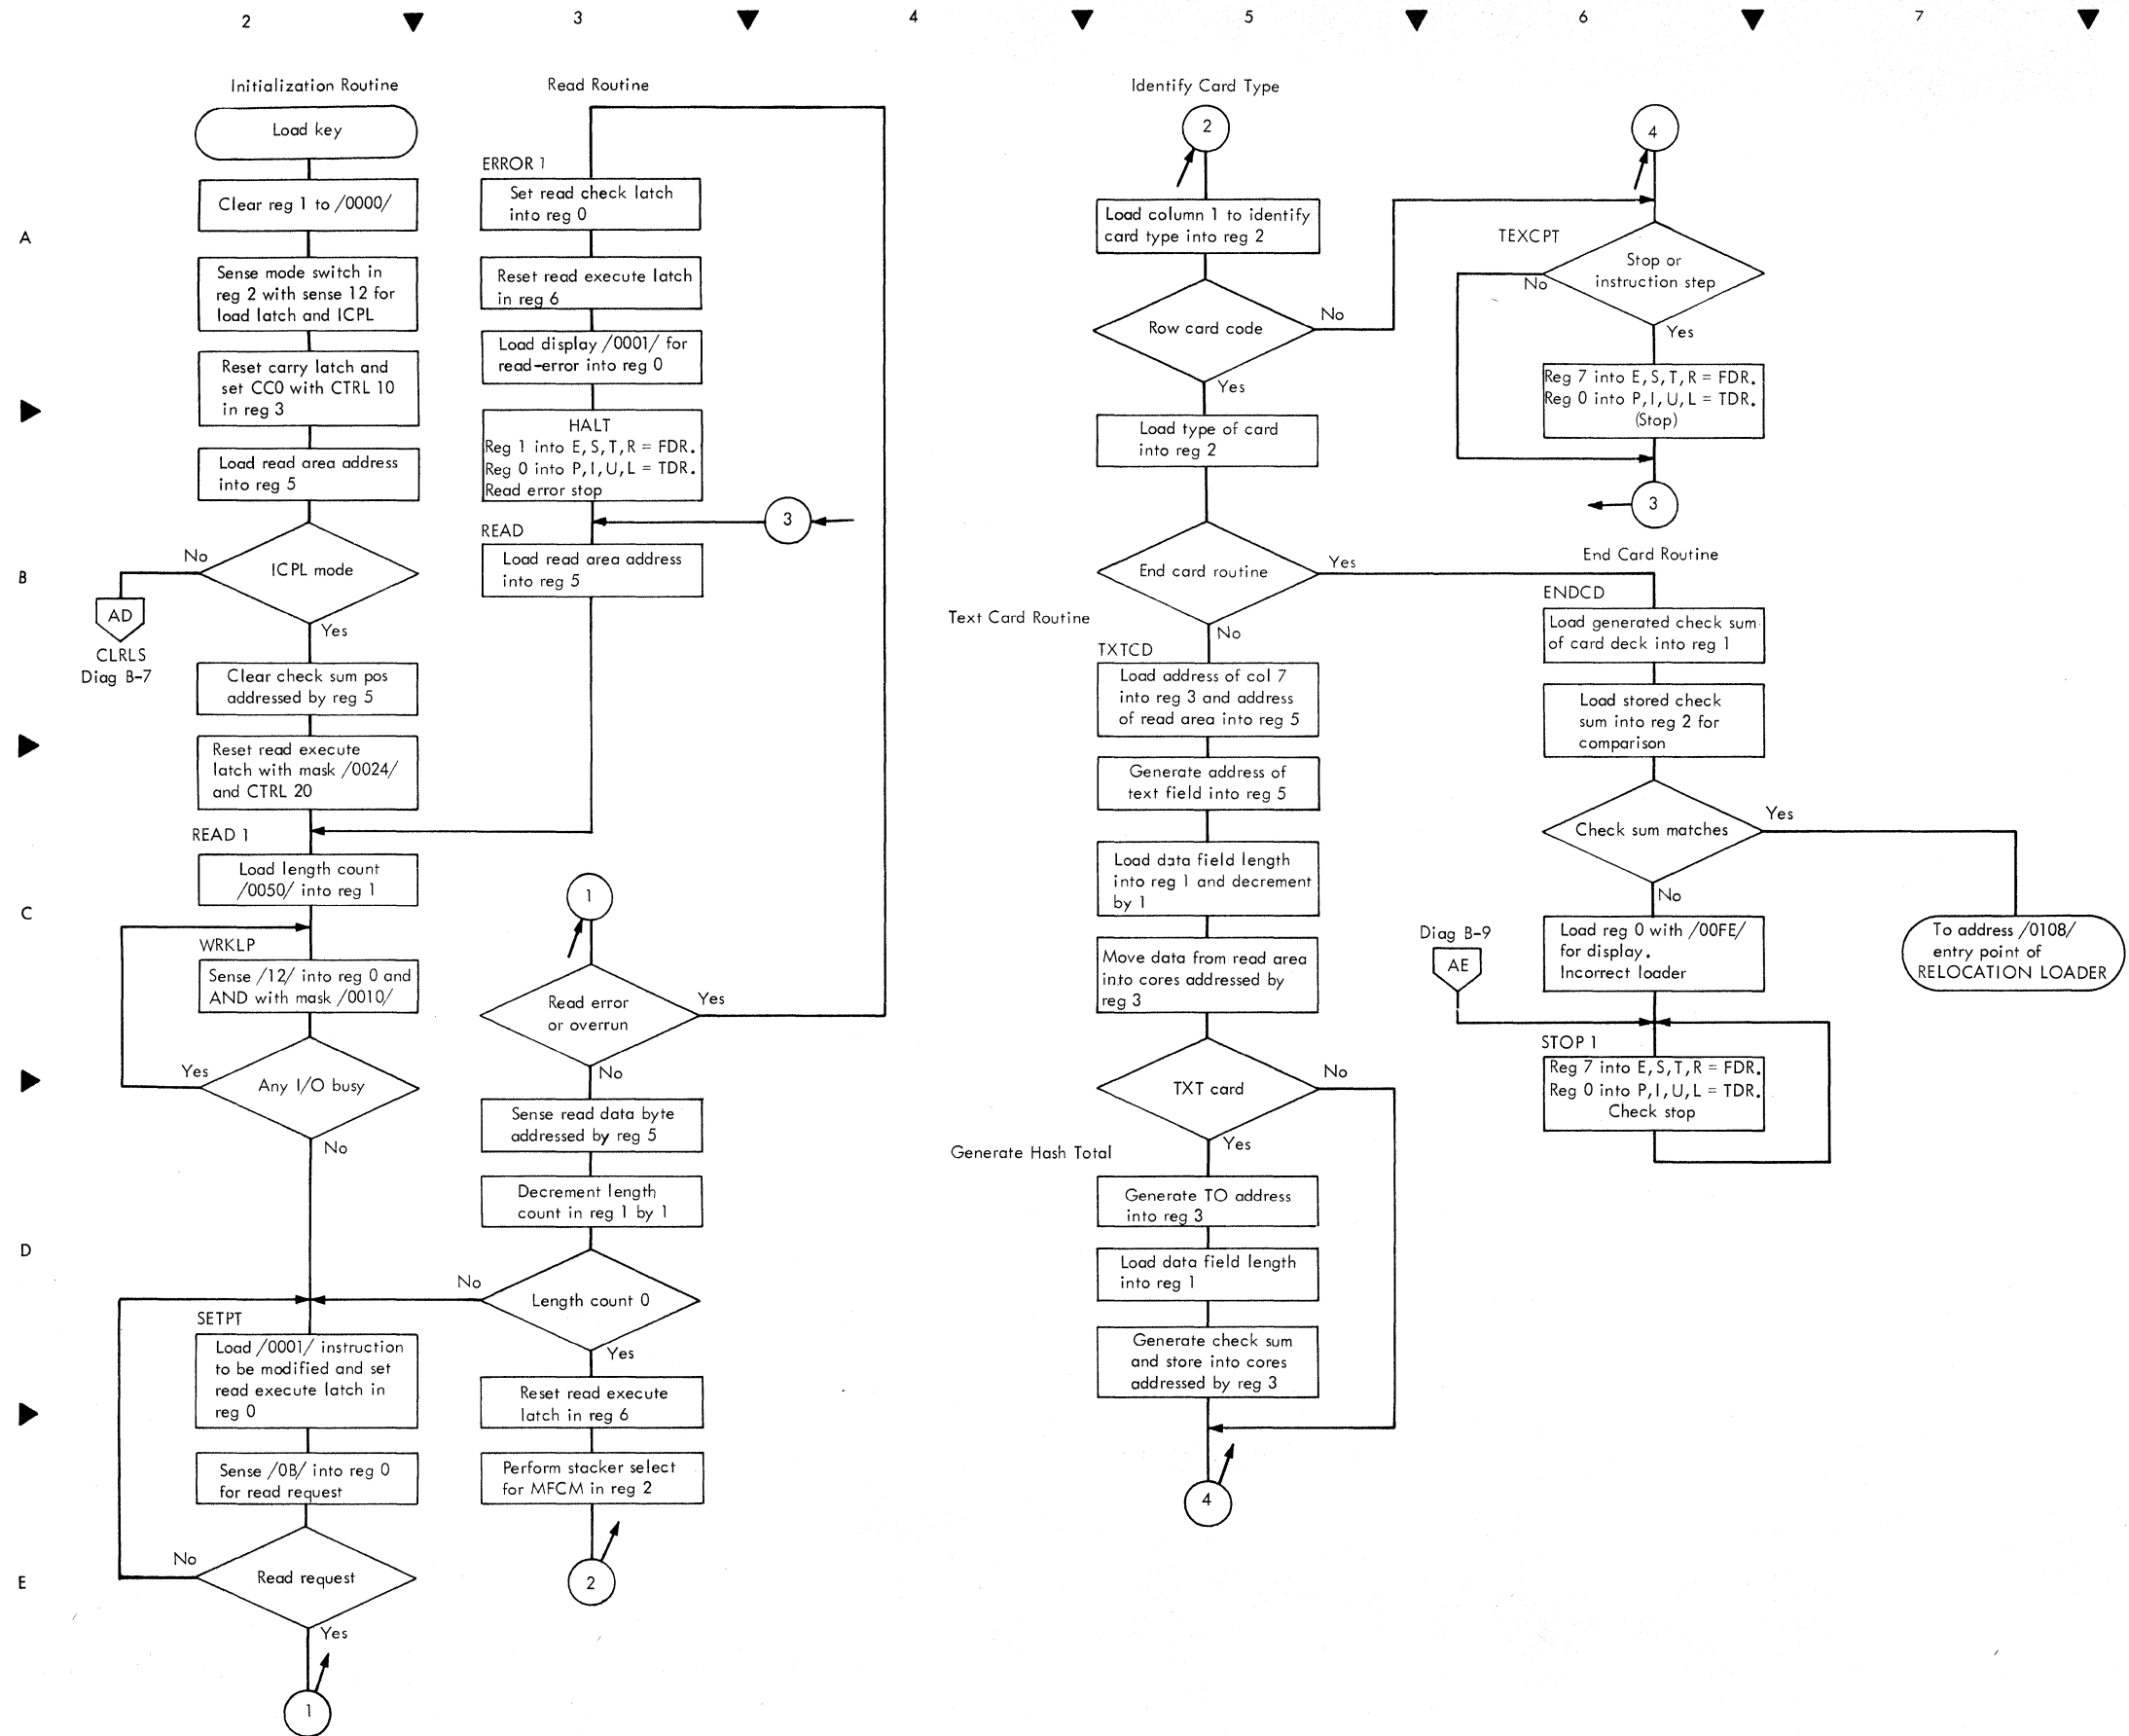 2
3
4
5
6
7
A
B
C
D
E
Initialization Routine
Load key
Clear reg 1 to /0000/
Sense mode switch in
reg 2 with sense 12 for
load latch and ICPL
Reset carry latch and
set CC0 with CTRL 10
in reg 3
Load read area address
into reg 5
ICPL mode
No
AD
CLRLS
Diag B-7
Yes
Clear check sum pos
addressed by reg 5
Reset read execute
latch with mask /0024/
and CTRL 20
READ 1
Load length count
/0050/ into reg 1
WRKLP
Sense /12/ into reg 0 and
AND with mask /0010/
Yes
Any I/O busy
No
SETPT
Load /0001/ instruction
to be modified and set
read execute latch in
reg 0
Sense /0B/ into reg 0
for read request
No
Read request
Yes
1
Read Routine
ERROR 1
Set read check latch
into reg 0
Reset read execute latch
in reg 6
Load display /0001/ for
read-error into reg 0
HALT
Reg 1 into E,S,T,R = FDR.
Reg 0 into P,I,U,L = TDR.
Read error stop
3
READ
Load read area address
into reg 5
1
Read error
or overrun
Yes
No
Sense read data byte
addressed by reg 5
Decrement length
count in reg 1 by 1
No
Length count 0
Yes
Reset read execute
latch in reg 6
Perform stacker select
for MFCM in reg 2
2
Identify Card Type
2
Load column 1 to identify
card type into reg 2
Row card code
No
Yes
Load type of card
into reg 2
End card routine
Yes
No
Text Card Routine
TXTCD
Load address of col 7
into reg 3 and address
of read area into reg 5
Generate address of
text field into reg 5
Load data field length
into reg 1 and decrement
by 1
Move data from read area
into cores addressed by
reg 3
TXT card
No
Yes
Generate Hash Total
Generate TO address
into reg 3
Load data field length
into reg 1
Generate check sum
and store into cores
addressed by reg 3
4
4
TEXCPT
Stop or
instruction step
No
Yes
Reg 7 into E,S,T,R = FDR.
Reg 0 into P,I,U,L = TDR.
(Stop)
3
End Card Routine
ENDCD
Load generated check sum
of card deck into reg 1
Load stored check
sum into reg 2 for
comparison
Check sum matches
Yes
No
To address /0108/
entry point of
RELOCATION LOADER
Load reg 0 with /00FE/
for display.
Incorrect loader
Diag B-9
AE
STOP 1
Reg 7 into E,S,T,R = FDR.
Reg 0 into P,I,U,L = TDR.
Check stop